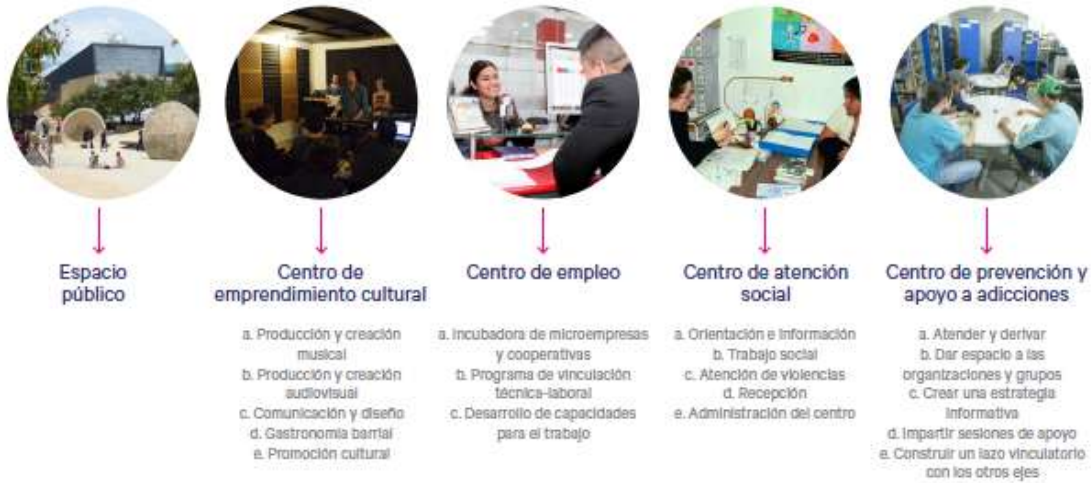 Espacio
público
Centro de
emprendimiento cultural
a. Producción y creación
musical
b. Producción y creación
audiovisual
c. Comunicación y diseño
d. Gastronomía barrial
e. Promoción cultural
Centro de empleo
a. Incubadora de microempresas
y cooperativas
b. Programa de vinculación
técnica-laboral
c. Desarrollo de capacidades
para el trabajo
Centro de atención
social
a. Orientación e información
b. Trabajo social
c. Atención de violencias
d. Recepción
e. Administración del centro
Centro de prevención y
apoyo a adicciones
a. Atender y derivar
b. Dar espacio a las
organizaciones y grupos
c. Crear una estrategia
informativa
d. Impartir sesiones de apoyo
e. Construir un lazo vinculatorio
con los otros ejes